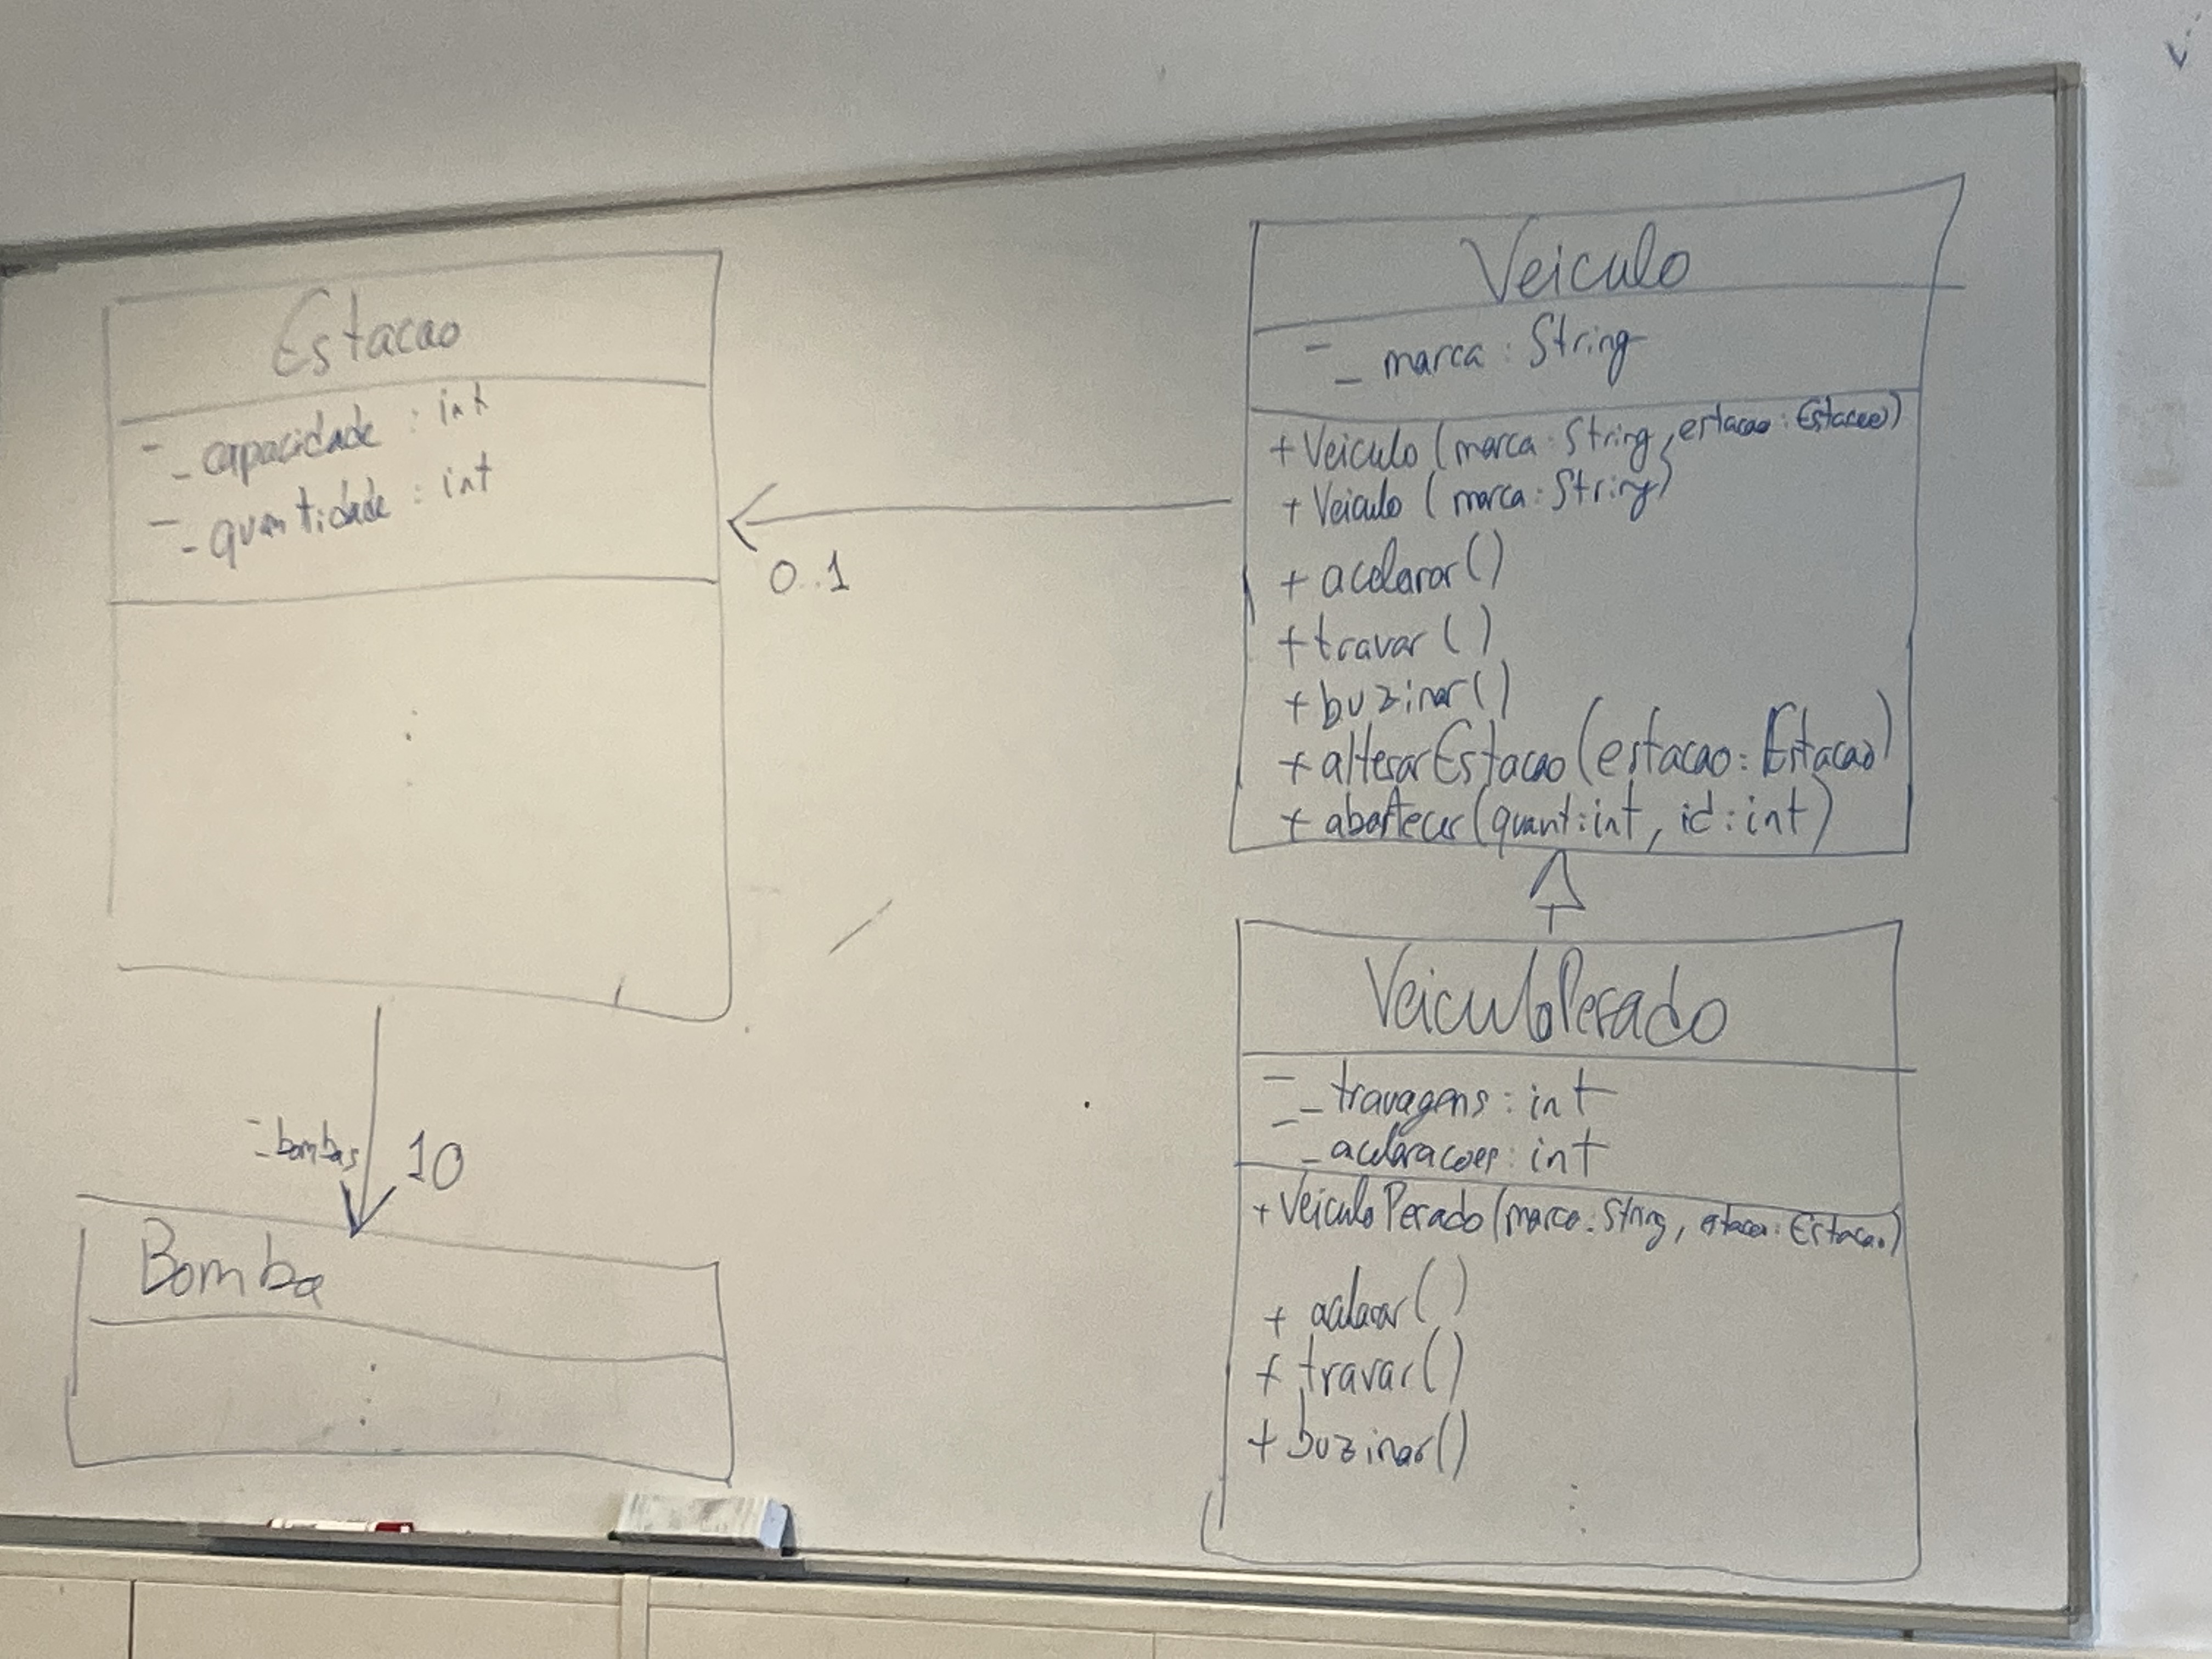 Estacao
- _capacidade : int
- _quantidade : int
0..1
- _bombas
10
Bomba
Veiculo
- _marca : String
+ Veiculo (marca : String, estacao : Estacao)
+ Veiculo (marca : String)
+ acelarar ()
+ travar ()
+ buzinar ()
+ alterarEstacao (estacao : Estacao)
+ abastecer (quant : int, id : int)
VeiculoPesado
- _travagens : int
- _acelaracoes : int
+ VeiculoPesado (marca : String, estacao : Estacao)
+ acelarar ()
+ travar ()
+ buzinar ()